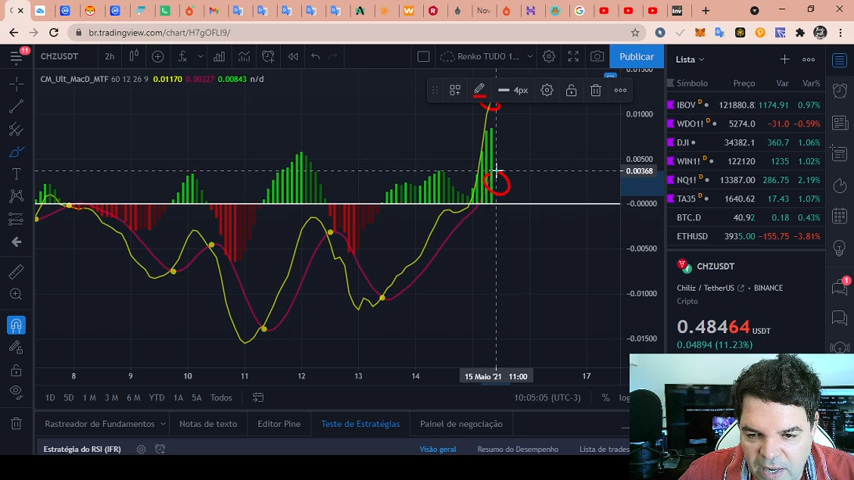 Nov
br.tradingview.com/chart/H7gOFLI9/
11
CHZUSDT
2h
Renko TUDO 1...
Publicar
Lista
CM_Ult_MacD_MTF 60 12 26 9 0.01170 0.00327 0.00843 n/d
4px
Símbolo Preço Var Var%
IBOV D 121880.8 1174.91 0.97%
WDO1! D 5274.0 -31.0 -0.59%
DJI 34382.1 360.7 1.06%
WIN1! D 122120 1235 1.02%
NQ1! D 13387.00 286.75 2.19%
TA35 D 1640.62 17.43 1.07%
BTC.D 40.92 0.18 0.43%
ETHUSD 3935.00 -155.75 -3.81%
0.01500
0.01000
0.00500
0.00368
-0.00000
-0.00500
-0.01000
-0.01500
CHZUSDT
Chiliz / TetherUS
BINANCE
Cripto
0.48464 USDT
0.04894 (11.23%)
1
8 9 10 11 12 13 14 15 Maio '21 11:00 17
1D 5D 1M 3M 6M YTD 1A 5A Todos
10:05:05 (UTC-3)
% log
Rastreador de Fundamentos
Notas de texto
Editor Pine
Teste de Estratégias
Painel de negociação
Estratégia do RSI (IFR)
Visão geral
Resumo do Desempenho
Lista de trades